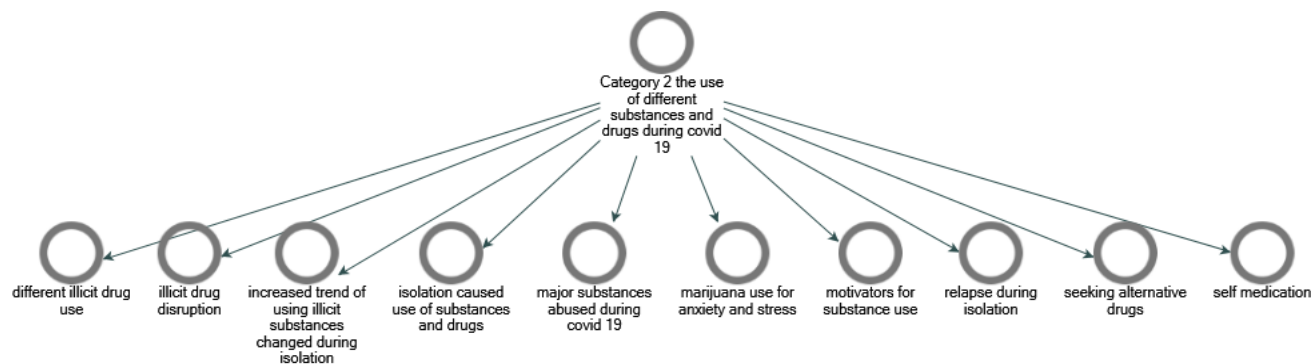 Category 2 the use
of different
substances and
drugs during covid
19
different illicit drug
use
illicit drug
disruption
increased trend of
using illicit
substances
changed during
isolation
isolation caused
use of substances
and drugs
major substances
abused during
covid 19
marijuana use for
anxiety and stress
motivators for
substance use
relapse during
isolation
seeking alternative
drugs
self medication